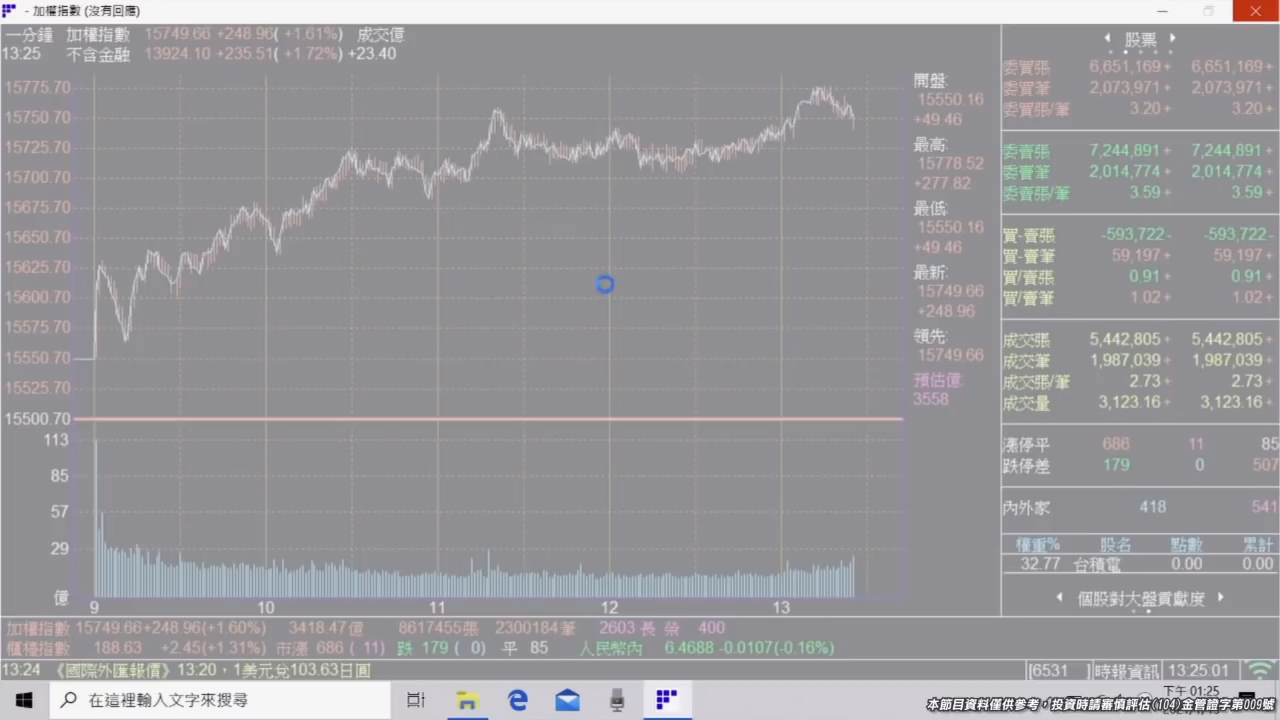 - 加權指數 (沒有回應)
一分鐘 加權指數 15749.66 +248.96( +1.61%) 成交億
13:25 不含金融 13924.10 +235.51( +1.72%) +23.40
15775.70
15750.70
15725.70
15700.70
15675.70
15650.70
15625.70
15600.70
15575.70
15550.70
15525.70
15500.70
113
85
57
29
億
9 10 11 12 13
開盤:
15550.16
+49.46
最高:
15778.52
+277.82
最低:
15550.16
+49.46
最新:
15749.66
+248.96
領先:
15749.66
預估億:
3558
股票
委買張 6,651,169+ 6,651,169+
委買筆 2,073,971+ 2,073,971+
委買張/筆 3.20+ 3.20+
委賣張 7,244,891+ 7,244,891+
委賣筆 2,014,774+ 2,014,774+
委賣張/筆 3.59+ 3.59+
買-賣張 -593,722- -593,722-
買-賣筆 59,197+ 59,197+
買/賣張 0.91+ 0.91+
買/賣筆 1.02+ 1.02+
成交張 5,442,805+ 5,442,805+
成交筆 1,987,039+ 1,987,039+
成交張/筆 2.73+ 2.73+
成交量 3,123.16+ 3,123.16+
漲停平 686 11 85
跌停差 179 0 507
內外家 418 541
權重% 股名 點數 累計
32.77 台積電 0.00 0.00
個股對大盤貢獻度
加權指數 15749.66+248.96(+1.60%) 3418.47億 8617455張 2300184筆 2603 長 榮 400
櫃檯指數 188.63 +2.45(+1.31%) 市漲 686 ( 11) 跌 179 ( 0) 平 85 人民幣內 6.4688 -0.0107(-0.16%)
13:24 《國際外匯報價》13:20，1美元兌103.63日圓 [6531 ]時報資訊 13:25:01
在這裡輸入文字來搜尋
下午 01:25
本節目資料僅供參考，投資時請審慎評估(104)金管證字第009號